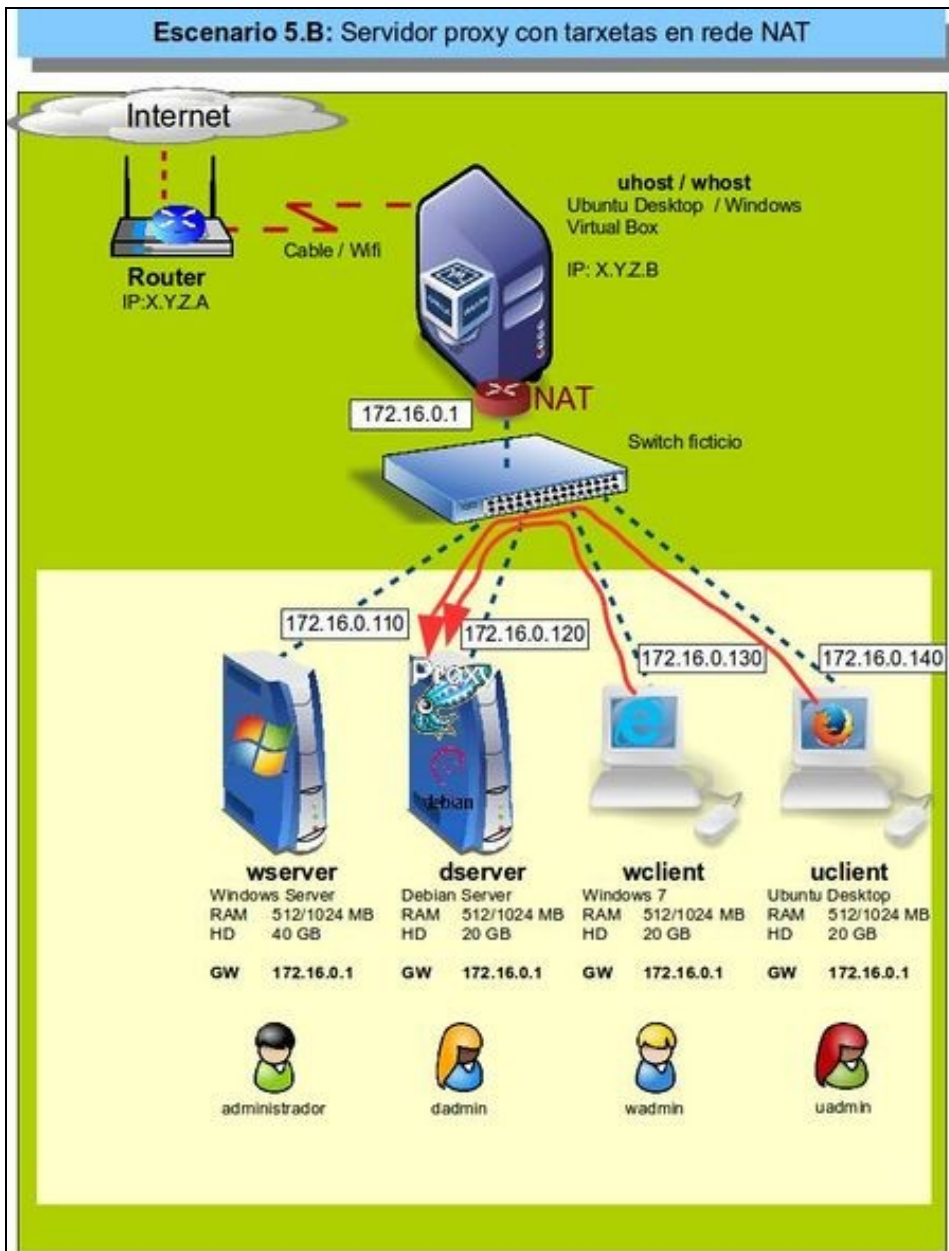 Escenario 5.B: Servidor proxy con tarxetas en rede NAT
Internet
uhost / whost
Ubuntu Desktop / Windows
Virtual Box
IP: X.Y.Z.B
Cable / Wifi
Router
IP:X.Y.Z.A
NAT
172.16.0.1
Switch ficticio
172.16.0.110
172.16.0.120
172.16.0.130
172.16.0.140
Proxy
debian
wserver
Windows Server
RAM 512/1024 MB
HD 40 GB
GW 172.16.0.1
administrador
dserver
Debian Server
RAM 512/1024 MB
HD 20 GB
GW 172.16.0.1
dadmin
wclient
Windows 7
RAM 512/1024 MB
HD 20 GB
GW 172.16.0.1
wadmin
uclient
Ubuntu Desktop
RAM 512/1024 MB
HD 20 GB
GW 172.16.0.1
uadmin